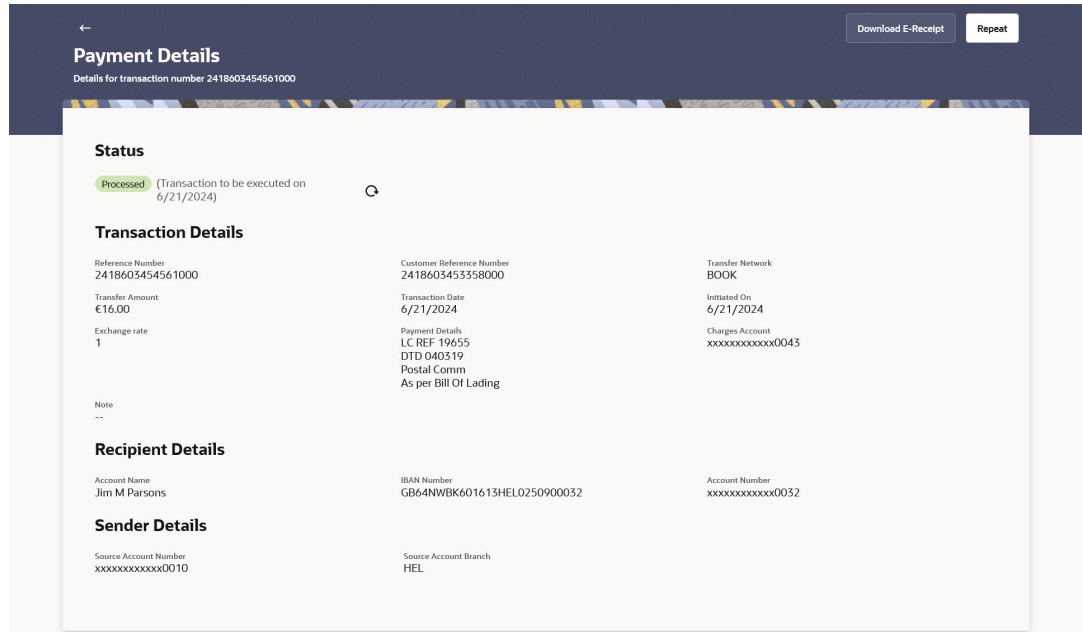 Download E-Receipt
Repeat
Payment Details
Details for transaction number 2418603454561000
Status
Processed (Transaction to be executed on
6/21/2024)
Transaction Details
Reference Number
2418603454561000
Customer Reference Number
2418603453358000
Transfer Network
BOOK
Transfer Amount
€16.00
Transaction Date
6/21/2024
Initiated On
6/21/2024
Exchange rate
1
Payment Details
LC REF 19655
DTD 040319
Postal Comm
As per Bill Of Lading
Charges Account
xxxxxxxxxxxx0043
Note
--
Recipient Details
Account Name
Jim M Parsons
IBAN Number
GB64NWBK601613HEL0250900032
Account Number
xxxxxxxxxxxx0032
Sender Details
Source Account Number
xxxxxxxxxxxx0010
Source Account Branch
HEL